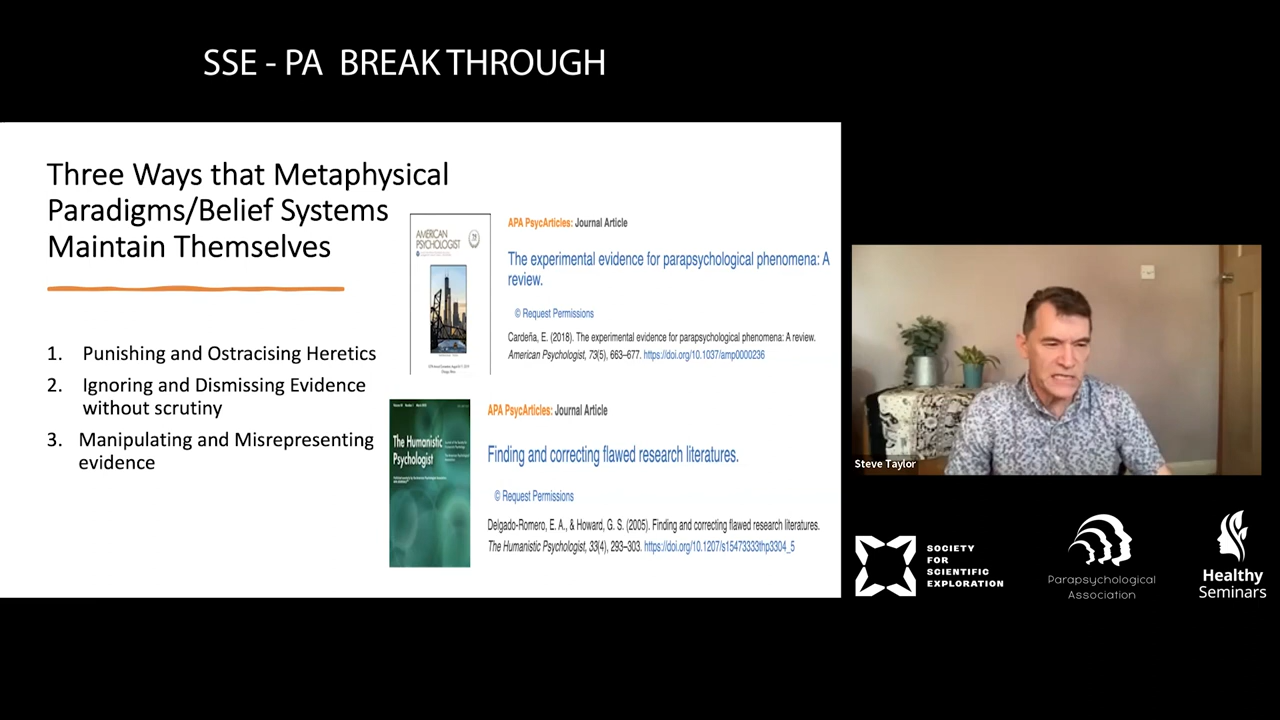 SSE - PA BREAK THROUGH
Three Ways that Metaphysical
Paradigms/Belief Systems
Maintain Themselves
1. Punishing and Ostracising Heretics
2. Ignoring and Dismissing Evidence
without scrutiny
3. Manipulating and Misrepresenting
evidence
AMERICAN
PSYCHOLOGIST
APA PsycArticles: Journal Article
The experimental evidence for parapsychological phenomena: A
review.
© Request Permissions
Cardeña, E. (2018). The experimental evidence for parapsychological phenomena: A review.
American Psychologist, 73(5), 663–677. https://doi.org/10.1037/amp0000236
The Humanistic
Psychologist
APA PsycArticles: Journal Article
Finding and correcting flawed research literatures.
© Request Permissions
Delgado-Romero, E. A., & Howard, G. S. (2005). Finding and correcting flawed research literatures.
The Humanistic Psychologist, 33(4), 293–303. https://doi.org/10.1207/s15473333thp3304_5
Steve Taylor
SOCIETY
FOR
SCIENTIFIC
EXPLORATION
Parapsychological
Association
Healthy
Seminars